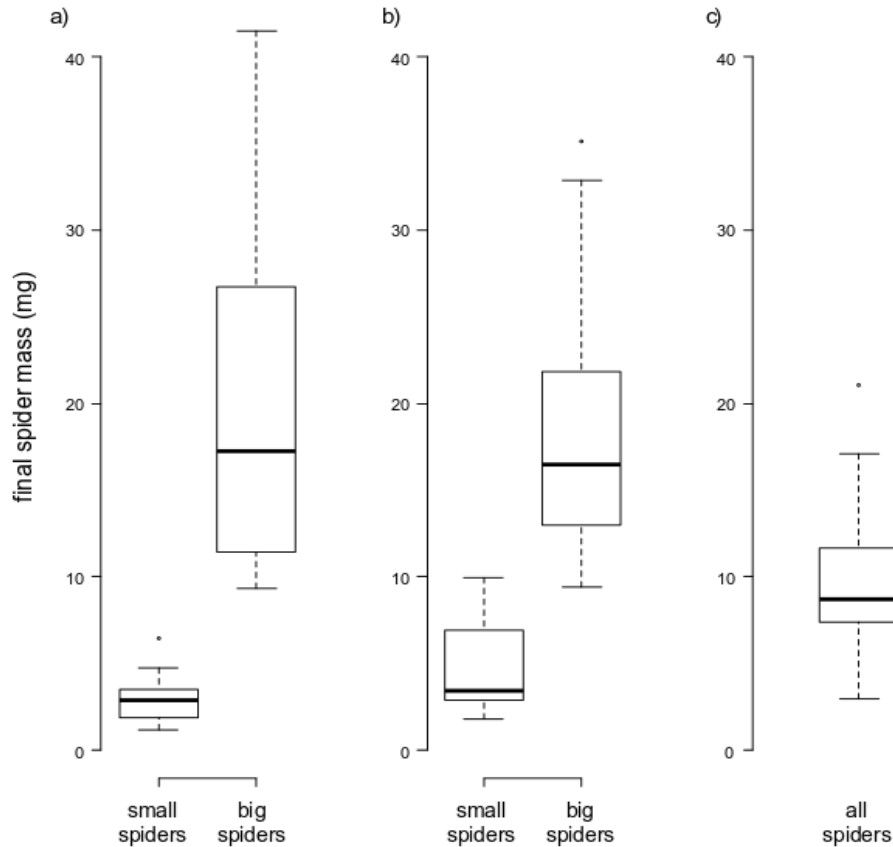 a)
b)
c)
final spider mass (mg)
40
30
20
10
0
small
spiders
big
spiders
40
30
20
10
0
small
spiders
big
spiders
40
30
20
10
0
all
spiders